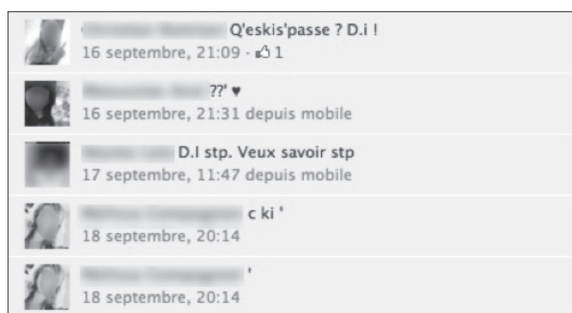 Q'eskis'passe ? D.i !
16 septembre, 21:09 · 👍 1
??' ♥
16 septembre, 21:31 depuis mobile
D.I stp. Veux savoir stp
17 septembre, 11:47 depuis mobile
c ki '
18 septembre, 20:14
'
18 septembre, 20:14